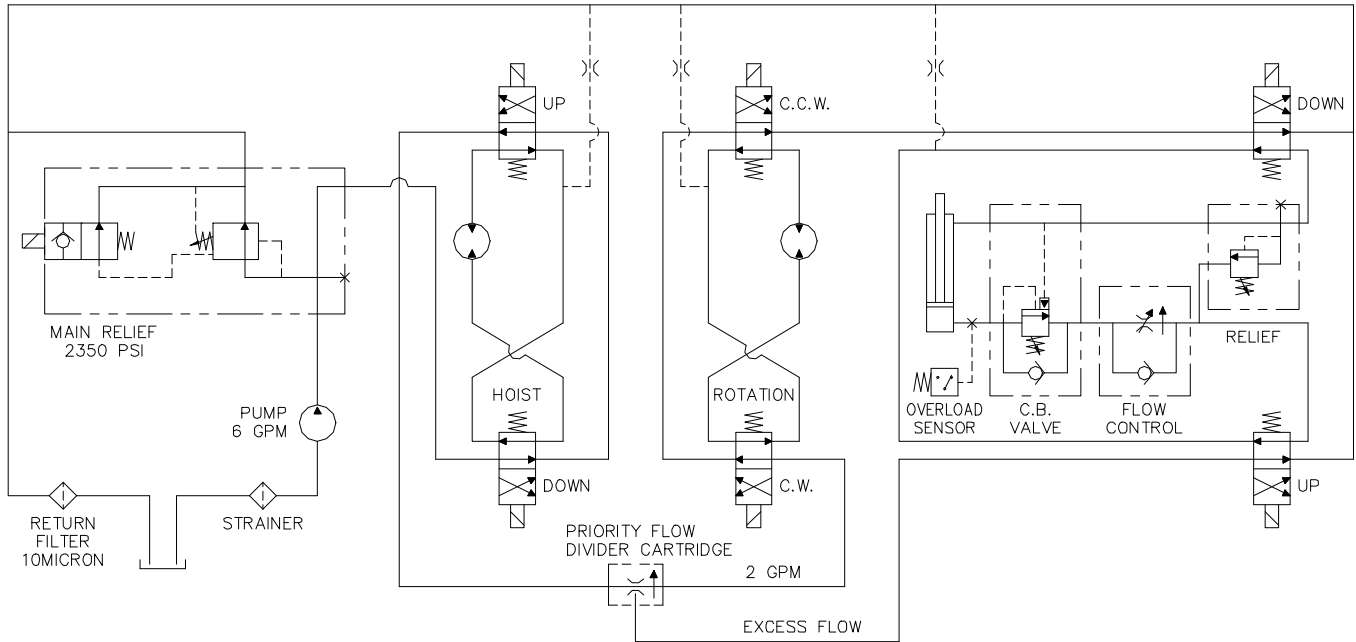 UP
C.C.W.
DOWN
MAIN RELIEF
2350 PSI
RELIEF
HOIST
ROTATION
PUMP
6 GPM
OVERLOAD
SENSOR
C.B.
VALVE
FLOW
CONTROL
DOWN
C.W.
UP
RETURN
FILTER
10MICRON
STRAINER
PRIORITY FLOW
DIVIDER CARTRIDGE
2 GPM
EXCESS FLOW